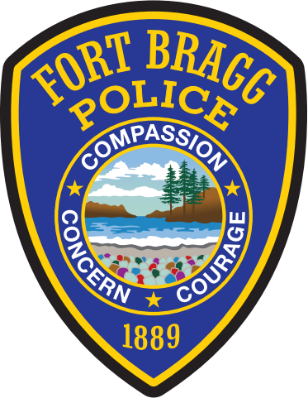 FORT BRAGG
POLICE
COMPASSION
CONCERN
COURAGE
1889